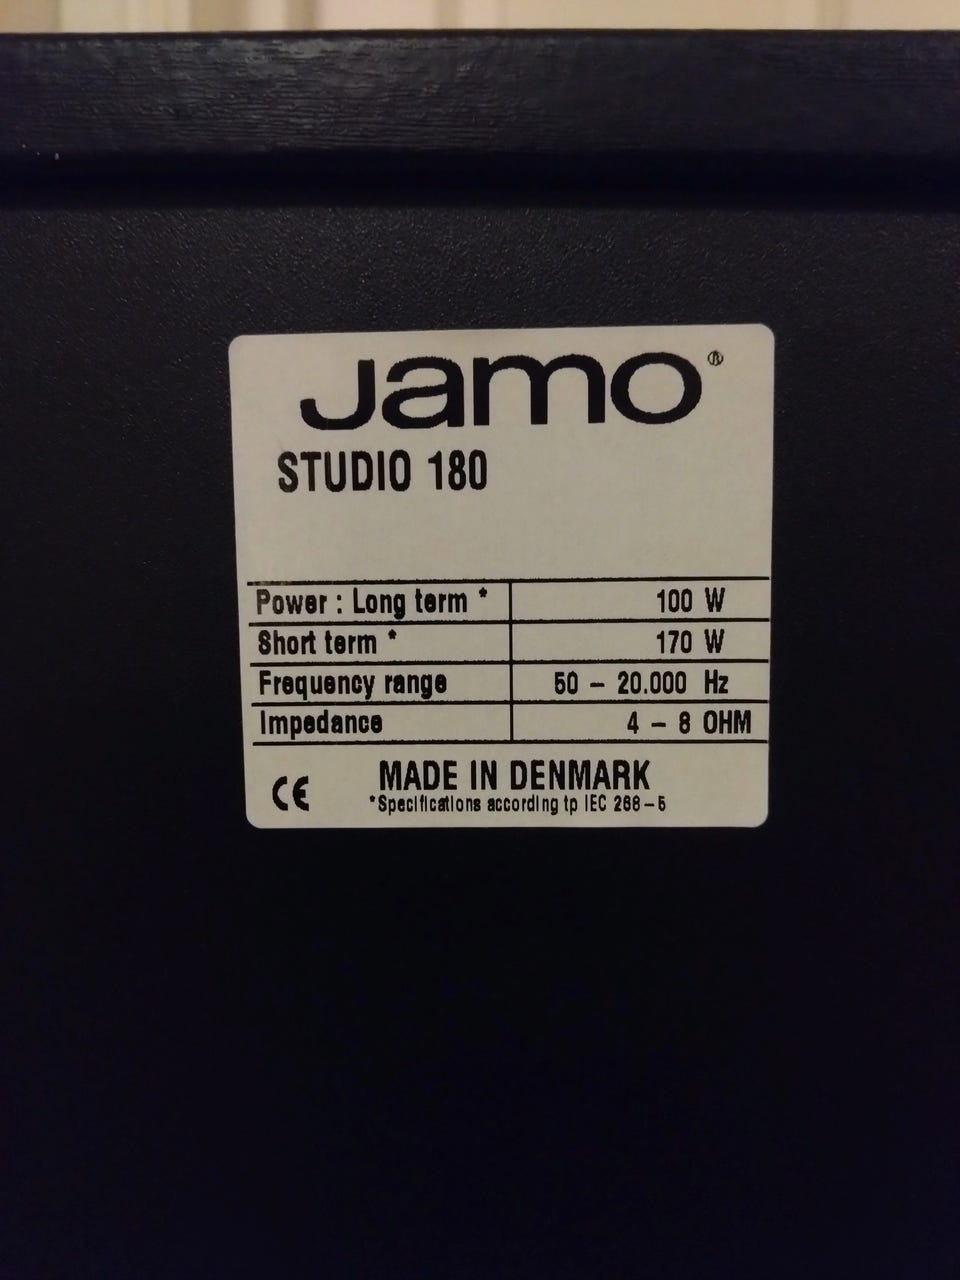 Jamo®
STUDIO 180
Power : Long term * 100 W
Short term * 170 W
Frequency range 50 – 20.000 Hz
Impedance 4 – 8 OHM
CE MADE IN DENMARK
*Specifications according tp IEC 268–5